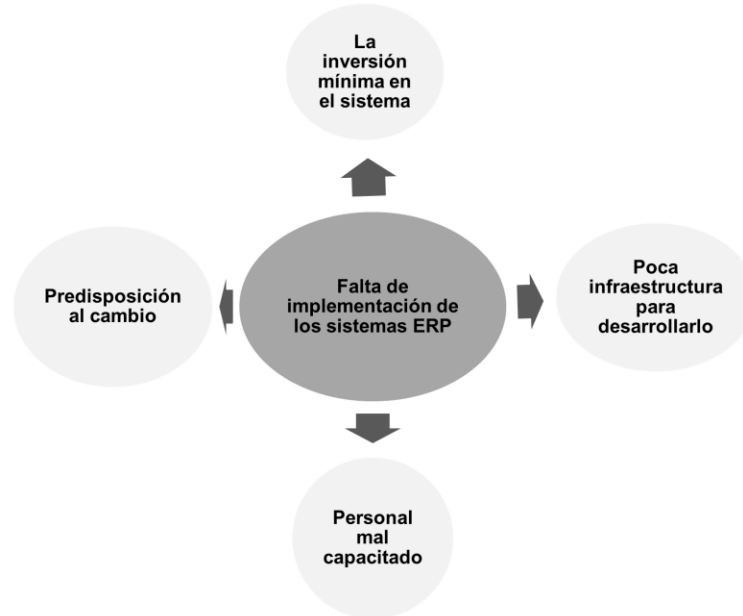 La
inversión
mínima en
el sistema
Predisposición
al cambio
Falta de
implementación de
los sistemas ERP
Poca
infraestructura
para
desarrollarlo
Personal
mal
capacitado